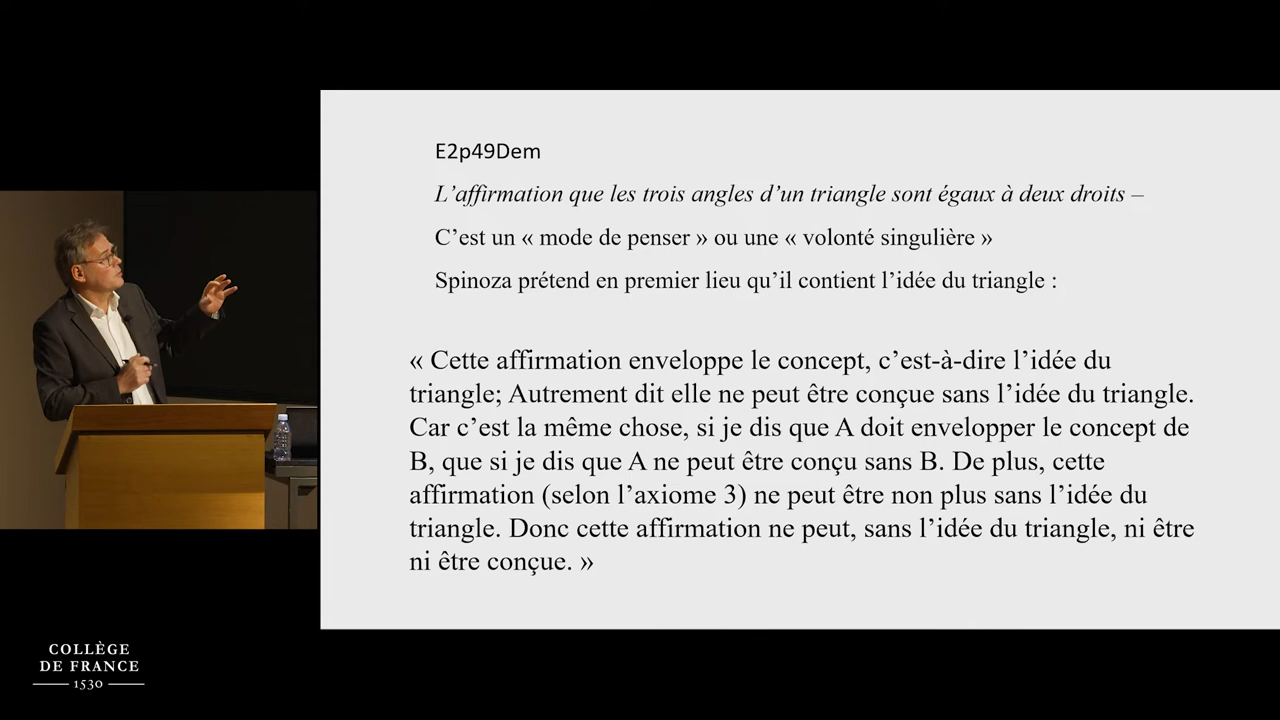 E2p49Dem
L’affirmation que les trois angles d’un triangle sont égaux à deux droits –
C’est un « mode de penser » ou une « volonté singulière »
Spinoza prétend en premier lieu qu’il contient l’idée du triangle :
« Cette affirmation enveloppe le concept, c’est-à-dire l’idée du
triangle; Autrement dit elle ne peut être conçue sans l’idée du triangle.
Car c’est la même chose, si je dis que A doit envelopper le concept de
B, que si je dis que A ne peut être conçu sans B. De plus, cette
affirmation (selon l’axiome 3) ne peut être non plus sans l’idée du
triangle. Donc cette affirmation ne peut, sans l’idée du triangle, ni être
ni être conçue. »
COLLÈGE
DE FRANCE
1530